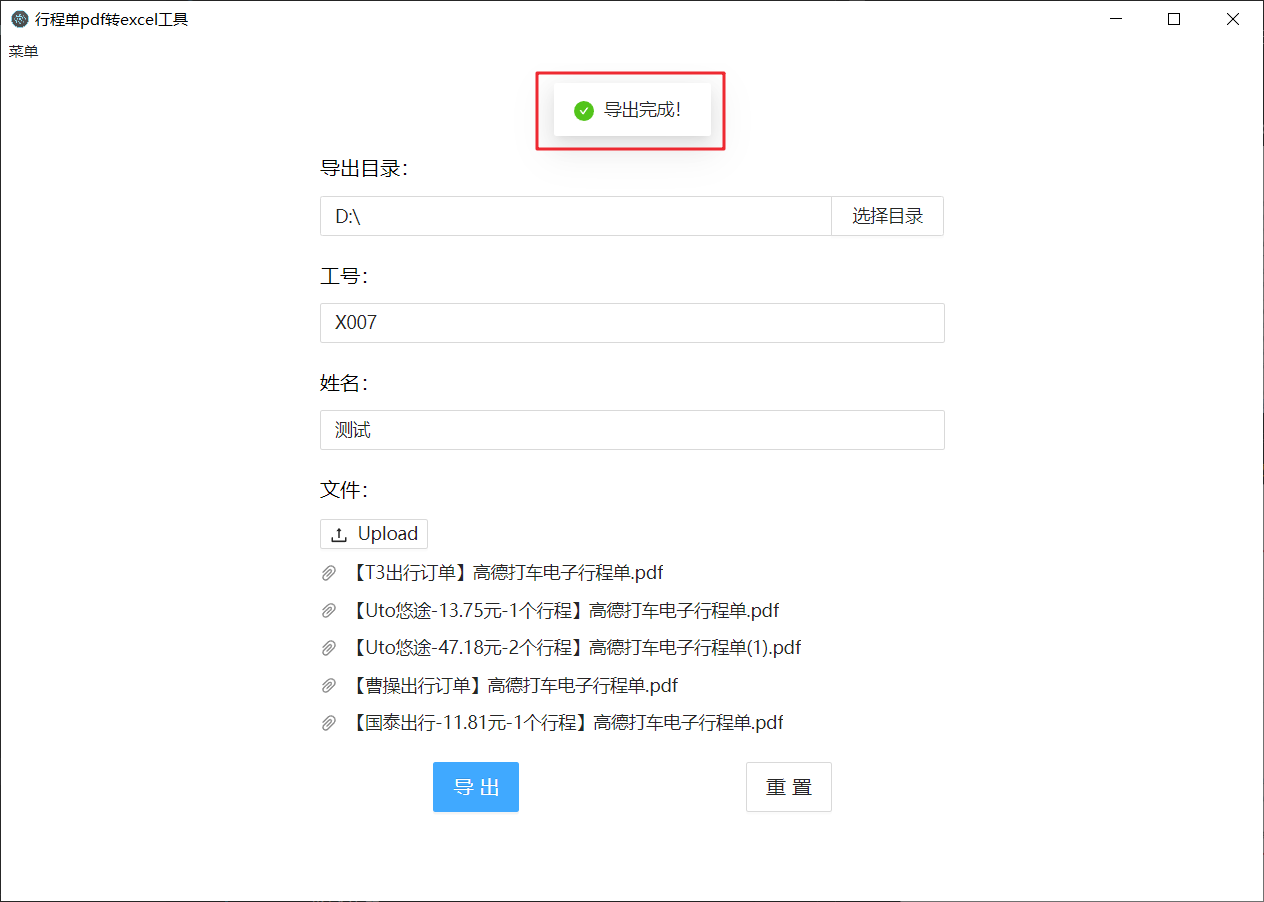 行程单pdf转excel工具
菜单
导出完成!
导出目录：
D:\
选择目录
工号：
X007
姓名：
测试
文件：
Upload
【T3出行订单】高德打车电子行程单.pdf
【Uto悠途-13.75元-1个行程】高德打车电子行程单.pdf
【Uto悠途-47.18元-2个行程】高德打车电子行程单(1).pdf
【曹操出行订单】高德打车电子行程单.pdf
【国泰出行-11.81元-1个行程】高德打车电子行程单.pdf
导 出
重 置